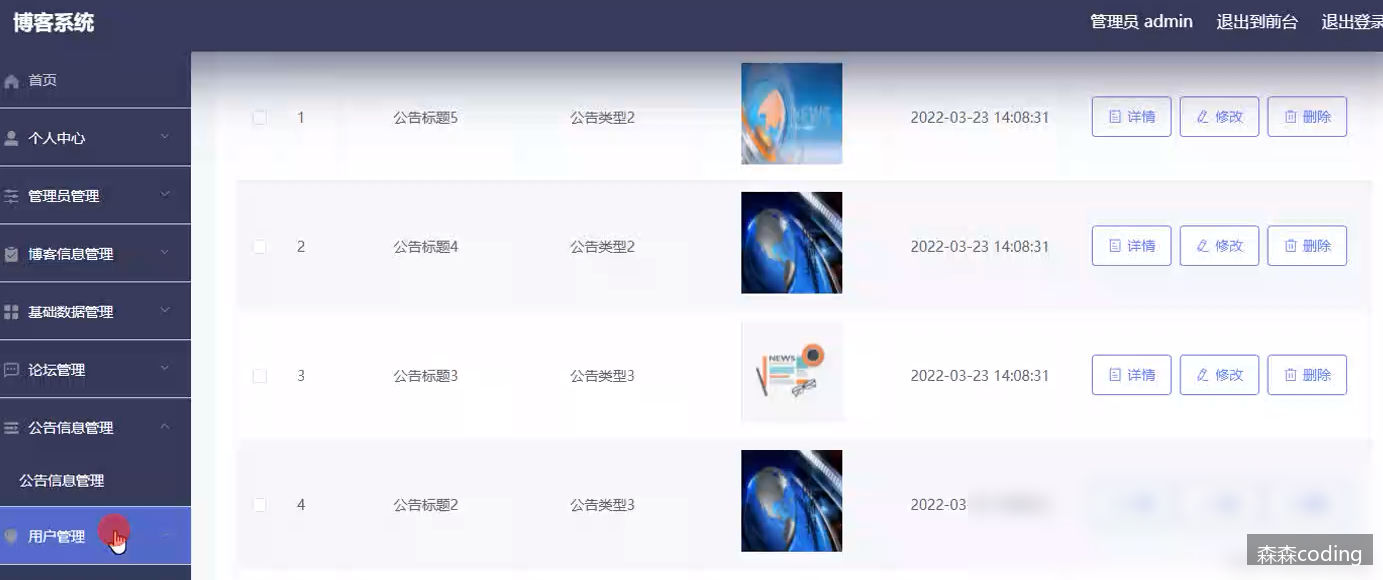 博客系统
管理员 admin 退出到前台 退出登录
首页
个人中心
管理员管理
博客信息管理
基础数据管理
论坛管理
公告信息管理
公告信息管理
用户管理
1 公告标题5 公告类型2 NEWS 2022-03-23 14:08:31 详情 修改 删除
2 公告标题4 公告类型2 2022-03-23 14:08:31 详情 修改 删除
3 公告标题3 公告类型3 NEWS 2022-03-23 14:08:31 详情 修改 删除
4 公告标题2 公告类型3 2022-03
森森coding